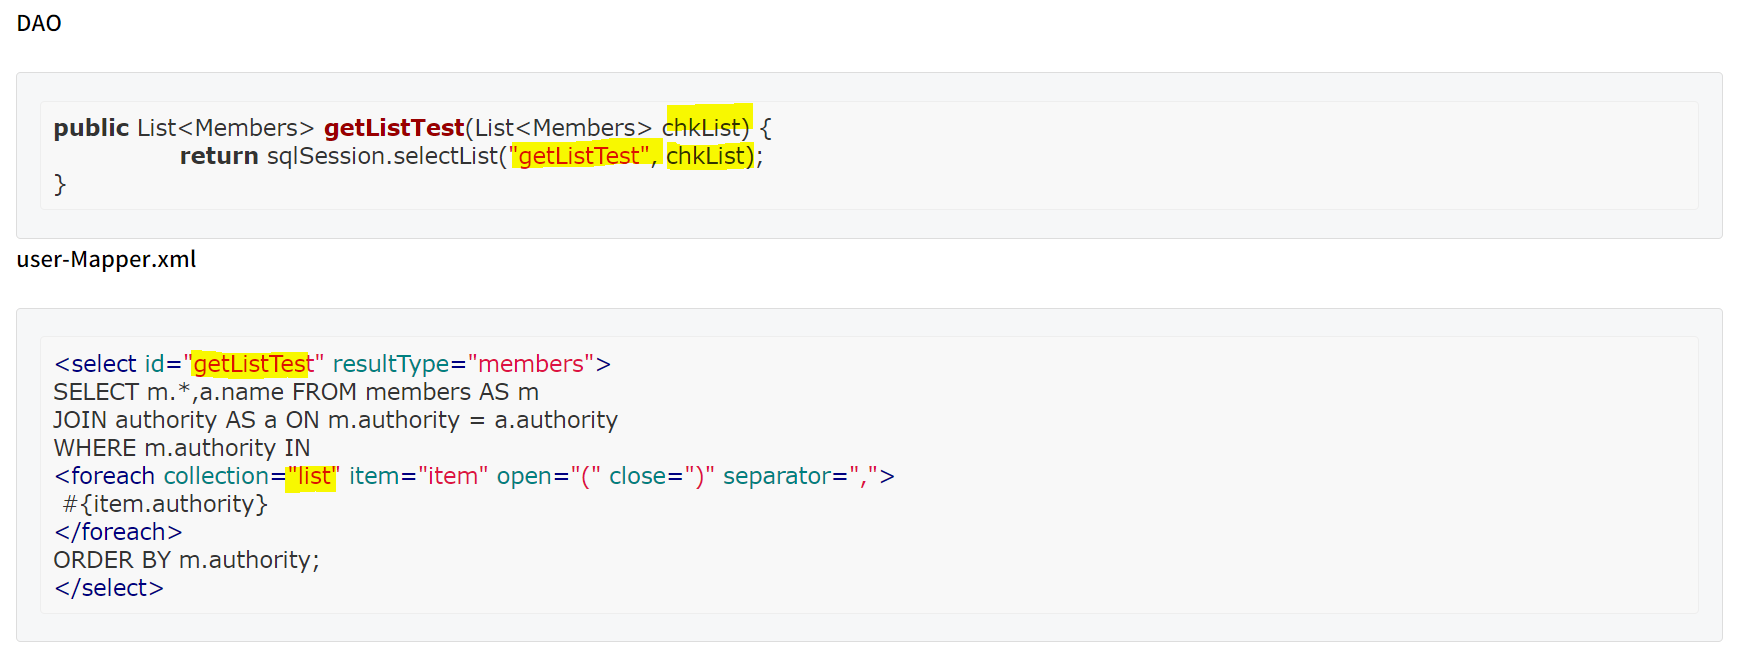 DAO
public List<Members> getListTest(List<Members> chkList) {
return sqlSession.selectList("getListTest", chkList);
}
user-Mapper.xml
<select id="getListTest" resultType="members">
SELECT m.*,a.name FROM members AS m
JOIN authority AS a ON m.authority = a.authority
WHERE m.authority IN
<foreach collection="list" item="item" open="(" close=")" separator=",">
#{item.authority}
</foreach>
ORDER BY m.authority;
</select>